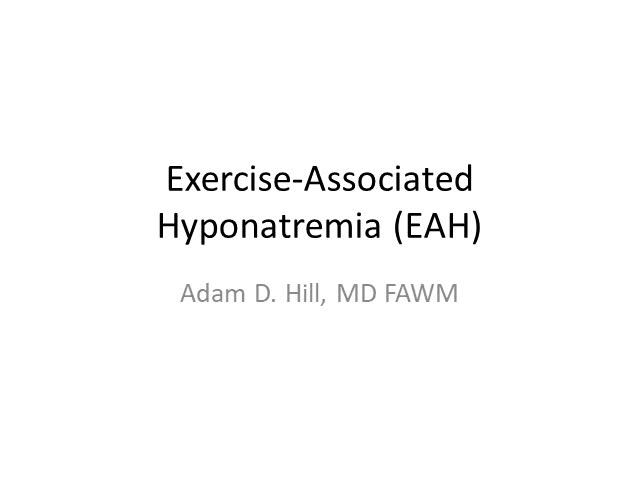 Exercise-Associated
Hyponatremia (EAH)
Adam D. Hill, MD FAWM